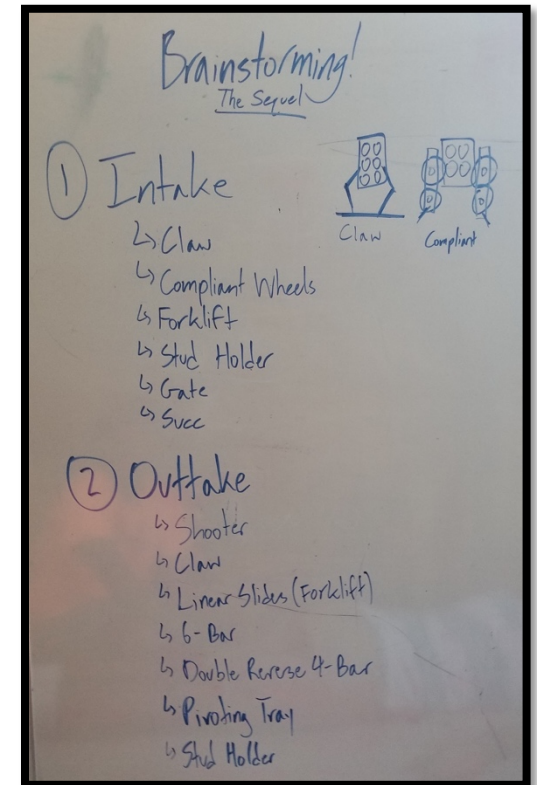 Brainstorming!
The Sequel
1 Intake
↳ Claw
↳ Compliant Wheels
↳ Forklift
↳ Stud Holder
↳ Gate
↳ Succ
Claw
Compliant
2 Outtake
↳ Shooter
↳ Claw
↳ Linear Slides (Forklift)
↳ 6-Bar
↳ Double Reverse 4-Bar
↳ Pivoting Tray
↳ Stud Holder